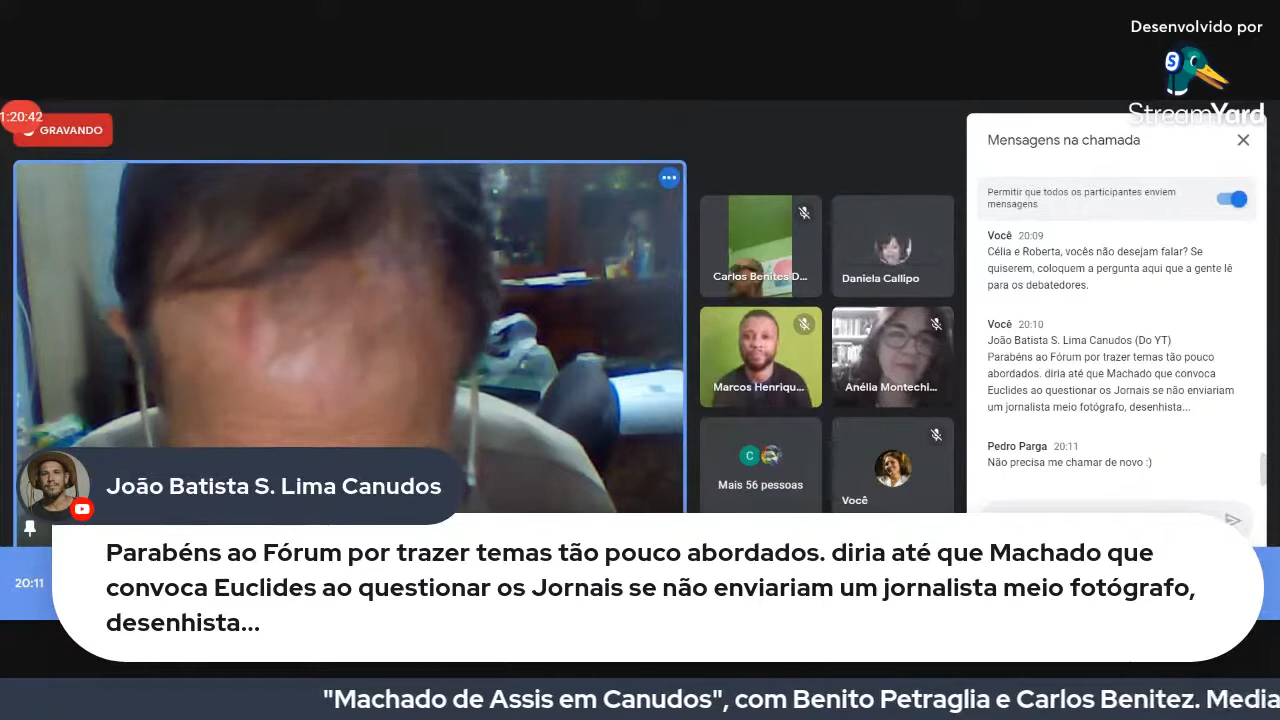 Desenvolvido por
StreamYard
1:20:42
GRAVANDO
Mensagens na chamada
Permitir que todos os participantes enviem
mensagens
Você 20:09
Célia e Roberta, vocês não desejam falar? Se
quiserem, coloquem a pergunta aqui que a gente lê
para os debatedores.
Você 20:10
João Batista S. Lima Canudos (Do YT)
Parabéns ao Fórum por trazer temas tão pouco
abordados. diria até que Machado que convoca
Euclides ao questionar os Jornais se não enviariam
um jornalista meio fotógrafo, desenhista...
Pedro Parga 20:11
Não precisa me chamar de novo :)
Carlos Benites D...
Daniela Callipo
Marcos Henriqu...
Anélia Montechi...
C
Mais 56 pessoas
Você
João Batista S. Lima Canudos
20:11
Parabéns ao Fórum por trazer temas tão pouco abordados. diria até que Machado que
convoca Euclides ao questionar os Jornais se não enviariam um jornalista meio fotógrafo,
desenhista...
"Machado de Assis em Canudos", com Benito Petraglia e Carlos Benitez. Media